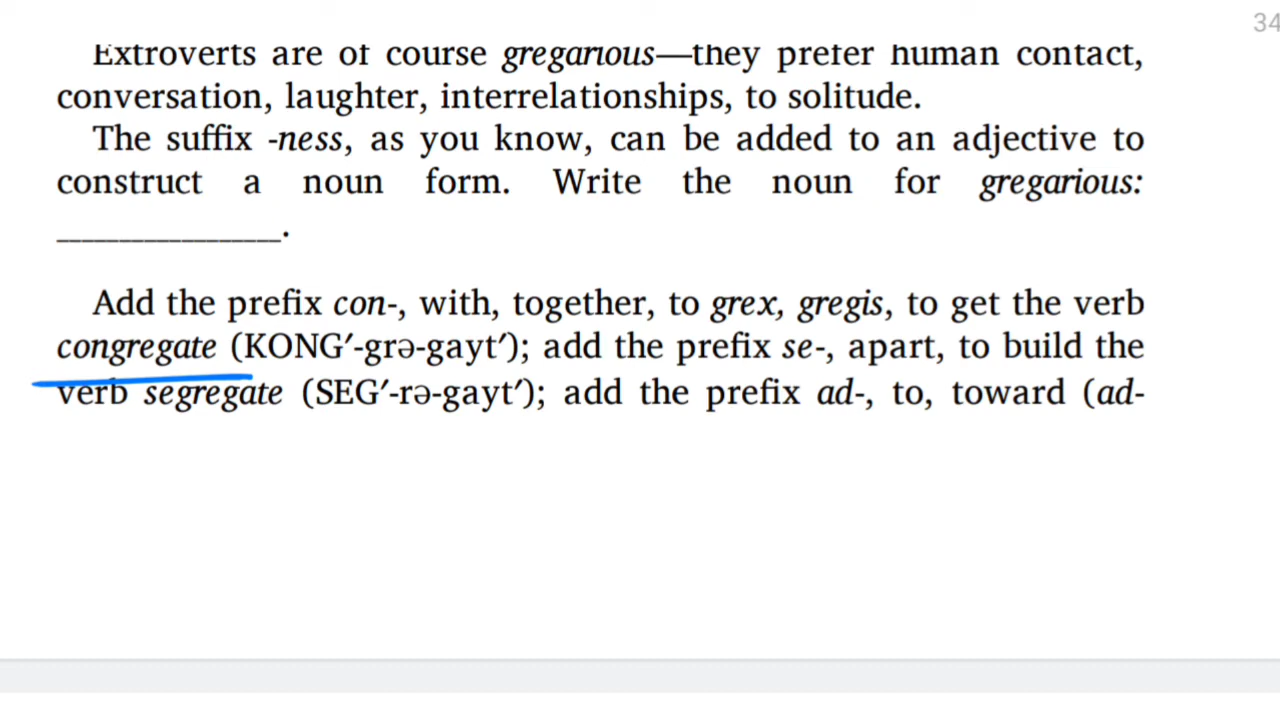 34
Extroverts are of course gregarious—they prefer human contact,
conversation, laughter, interrelationships, to solitude.
The suffix -ness, as you know, can be added to an adjective to
construct a noun form. Write the noun for gregarious:
__________________.
Add the prefix con-, with, together, to grex, gregis, to get the verb
congregate (KONG′-grə-gayt′); add the prefix se-, apart, to build the
verb segregate (SEG′-rə-gayt′); add the prefix ad-, to, toward (ad-